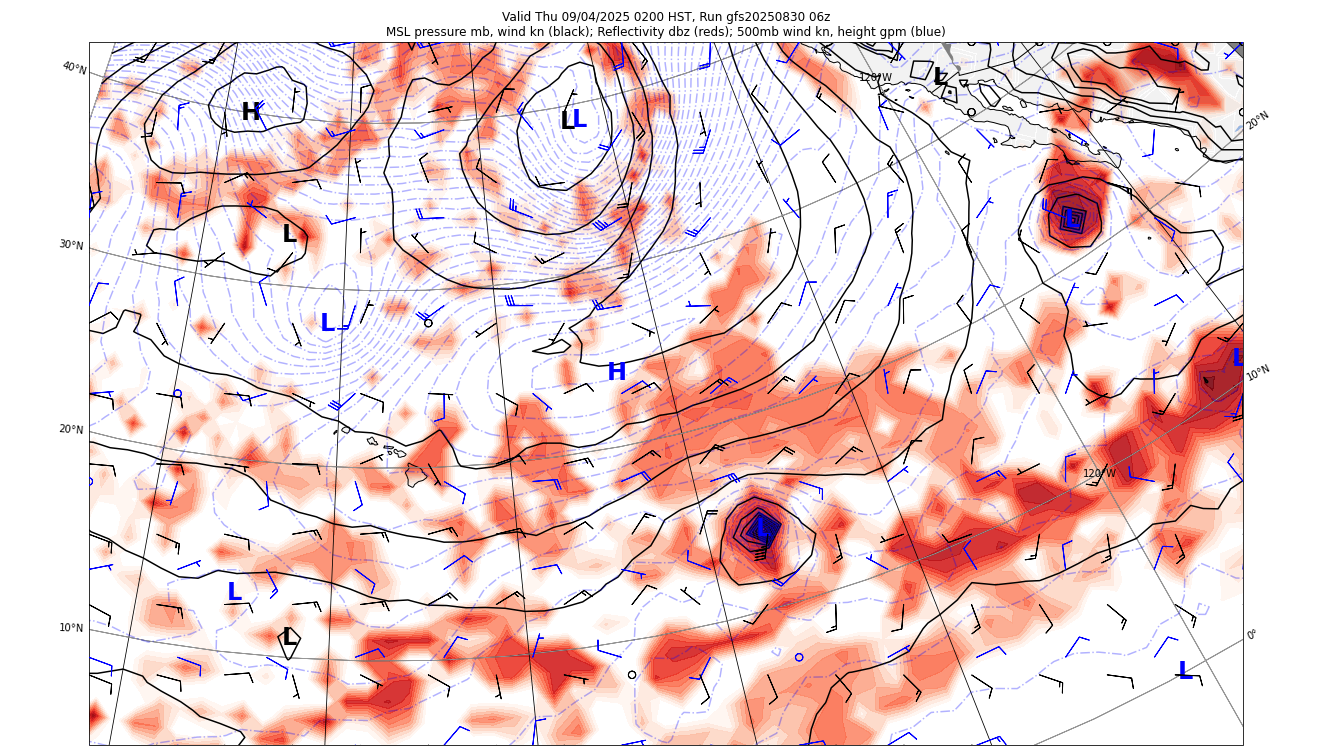 Valid Thu 09/04/2025 0200 HST, Run gfs20250830 06z
MSL pressure mb, wind kn (black); Reflectivity dbz (reds); 500mb wind kn, height gpm (blue)
40°N
120°W
L
H
L
L
20°N
L
30°N
L
L
H
L
10°N
20°N
120°W
L
L
10°N
L
0°
L